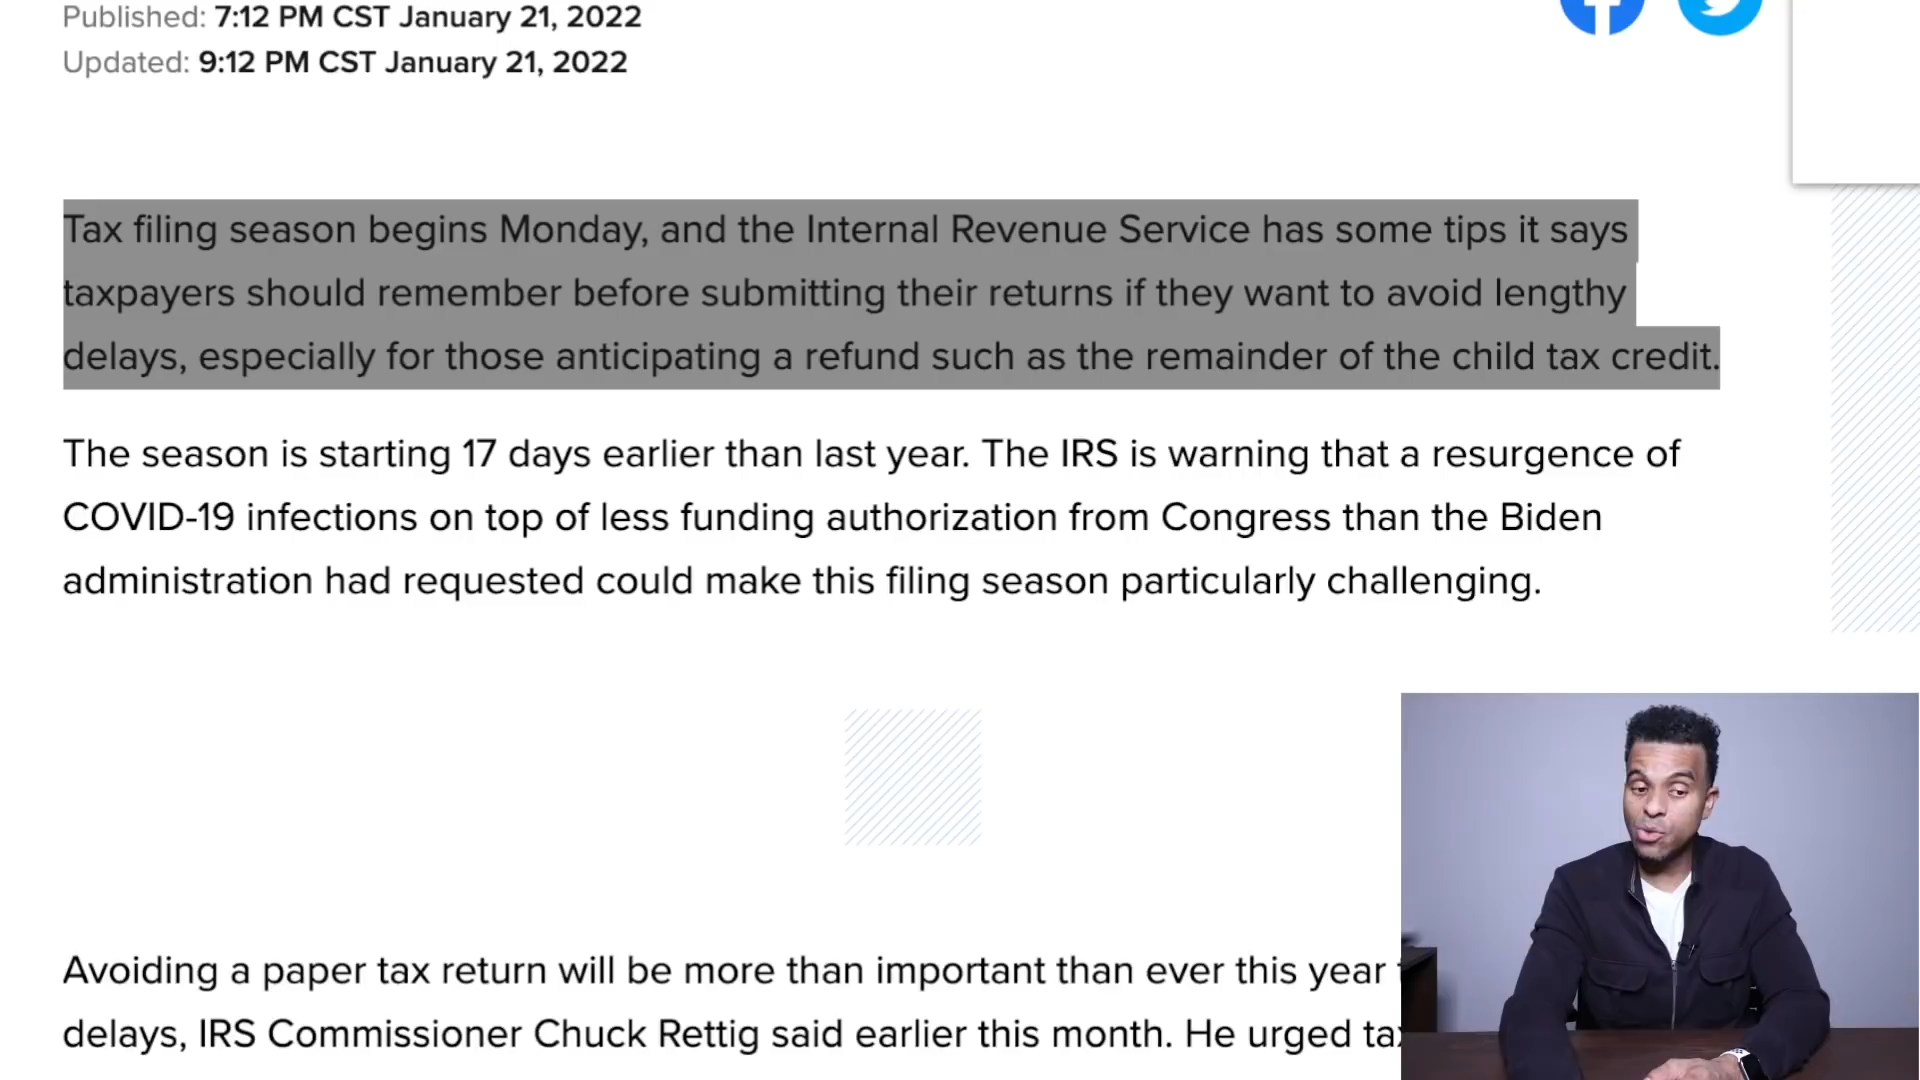 Published: 7:12 PM CST January 21, 2022
Updated: 9:12 PM CST January 21, 2022
Tax filing season begins Monday, and the Internal Revenue Service has some tips it says
taxpayers should remember before submitting their returns if they want to avoid lengthy
delays, especially for those anticipating a refund such as the remainder of the child tax credit.
The season is starting 17 days earlier than last year. The IRS is warning that a resurgence of
COVID-19 infections on top of less funding authorization from Congress than the Biden
administration had requested could make this filing season particularly challenging.
Avoiding a paper tax return will be more than important than ever this year
delays, IRS Commissioner Chuck Rettig said earlier this month. He urged